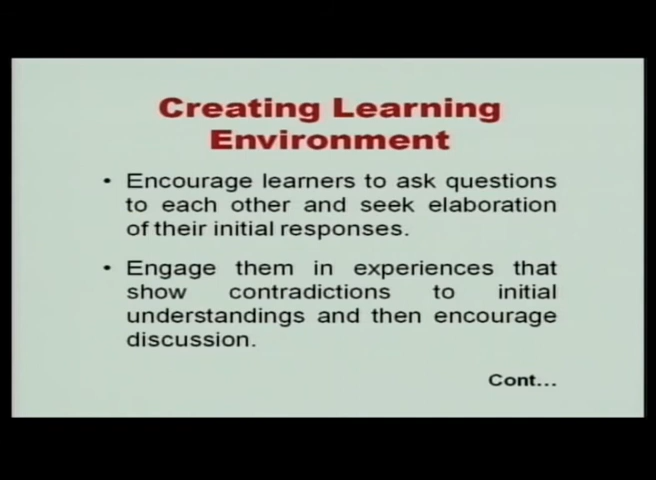 Creating Learning
Environment
• Encourage learners to ask questions
to each other and seek elaboration
of their initial responses.
• Engage them in experiences that
show contradictions to initial
understandings and then encourage
discussion.
Cont...